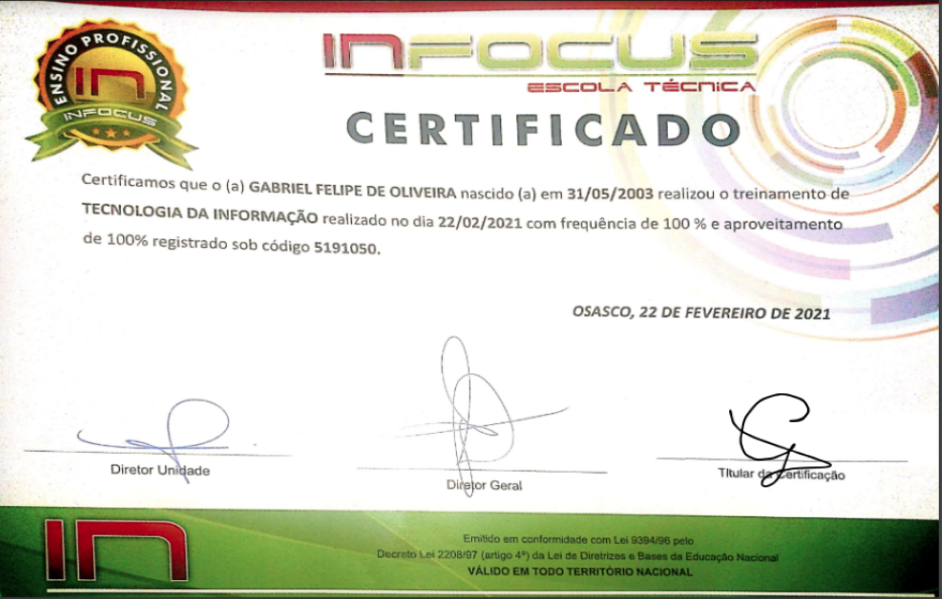 ENSINO PROFISSIONAL
IN
INFOCUS
INFOCUS
ESCOLA TÉCNICA
CERTIFICADO
Certificamos que o (a) GABRIEL FELIPE DE OLIVEIRA nascido (a) em 31/05/2003 realizou o treinamento de
TECNOLOGIA DA INFORMAÇÃO realizado no dia 22/02/2021 com frequência de 100 % e aproveitamento
de 100% registrado sob código 5191050.
OSASCO, 22 DE FEVEREIRO DE 2021
Diretor Unidade
Diretor Geral
Titular da Certificação
IN
Emitido em conformidade com Lei 9394/96 pelo
Decreto Lei 2208/97 (artigo 4º) da Lei de Diretrizes e Bases da Educação Nacional
VÁLIDO EM TODO TERRITÓRIO NACIONAL